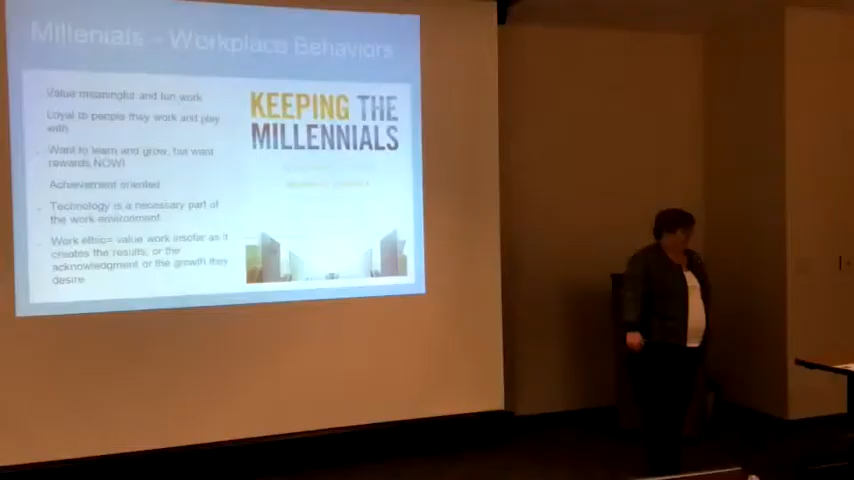 Millenials – Workplace Behaviors
Value meaningful and fun work
Loyal to people they work and play
with
Want to learn and grow, but want
rewards NOW!
Achievement oriented
Technology is a necessary part of
the work environment
Work ethic= value work insofar as it
creates the results, or the
acknowledgment or the growth they
desire
KEEPING THE
MILLENNIALS